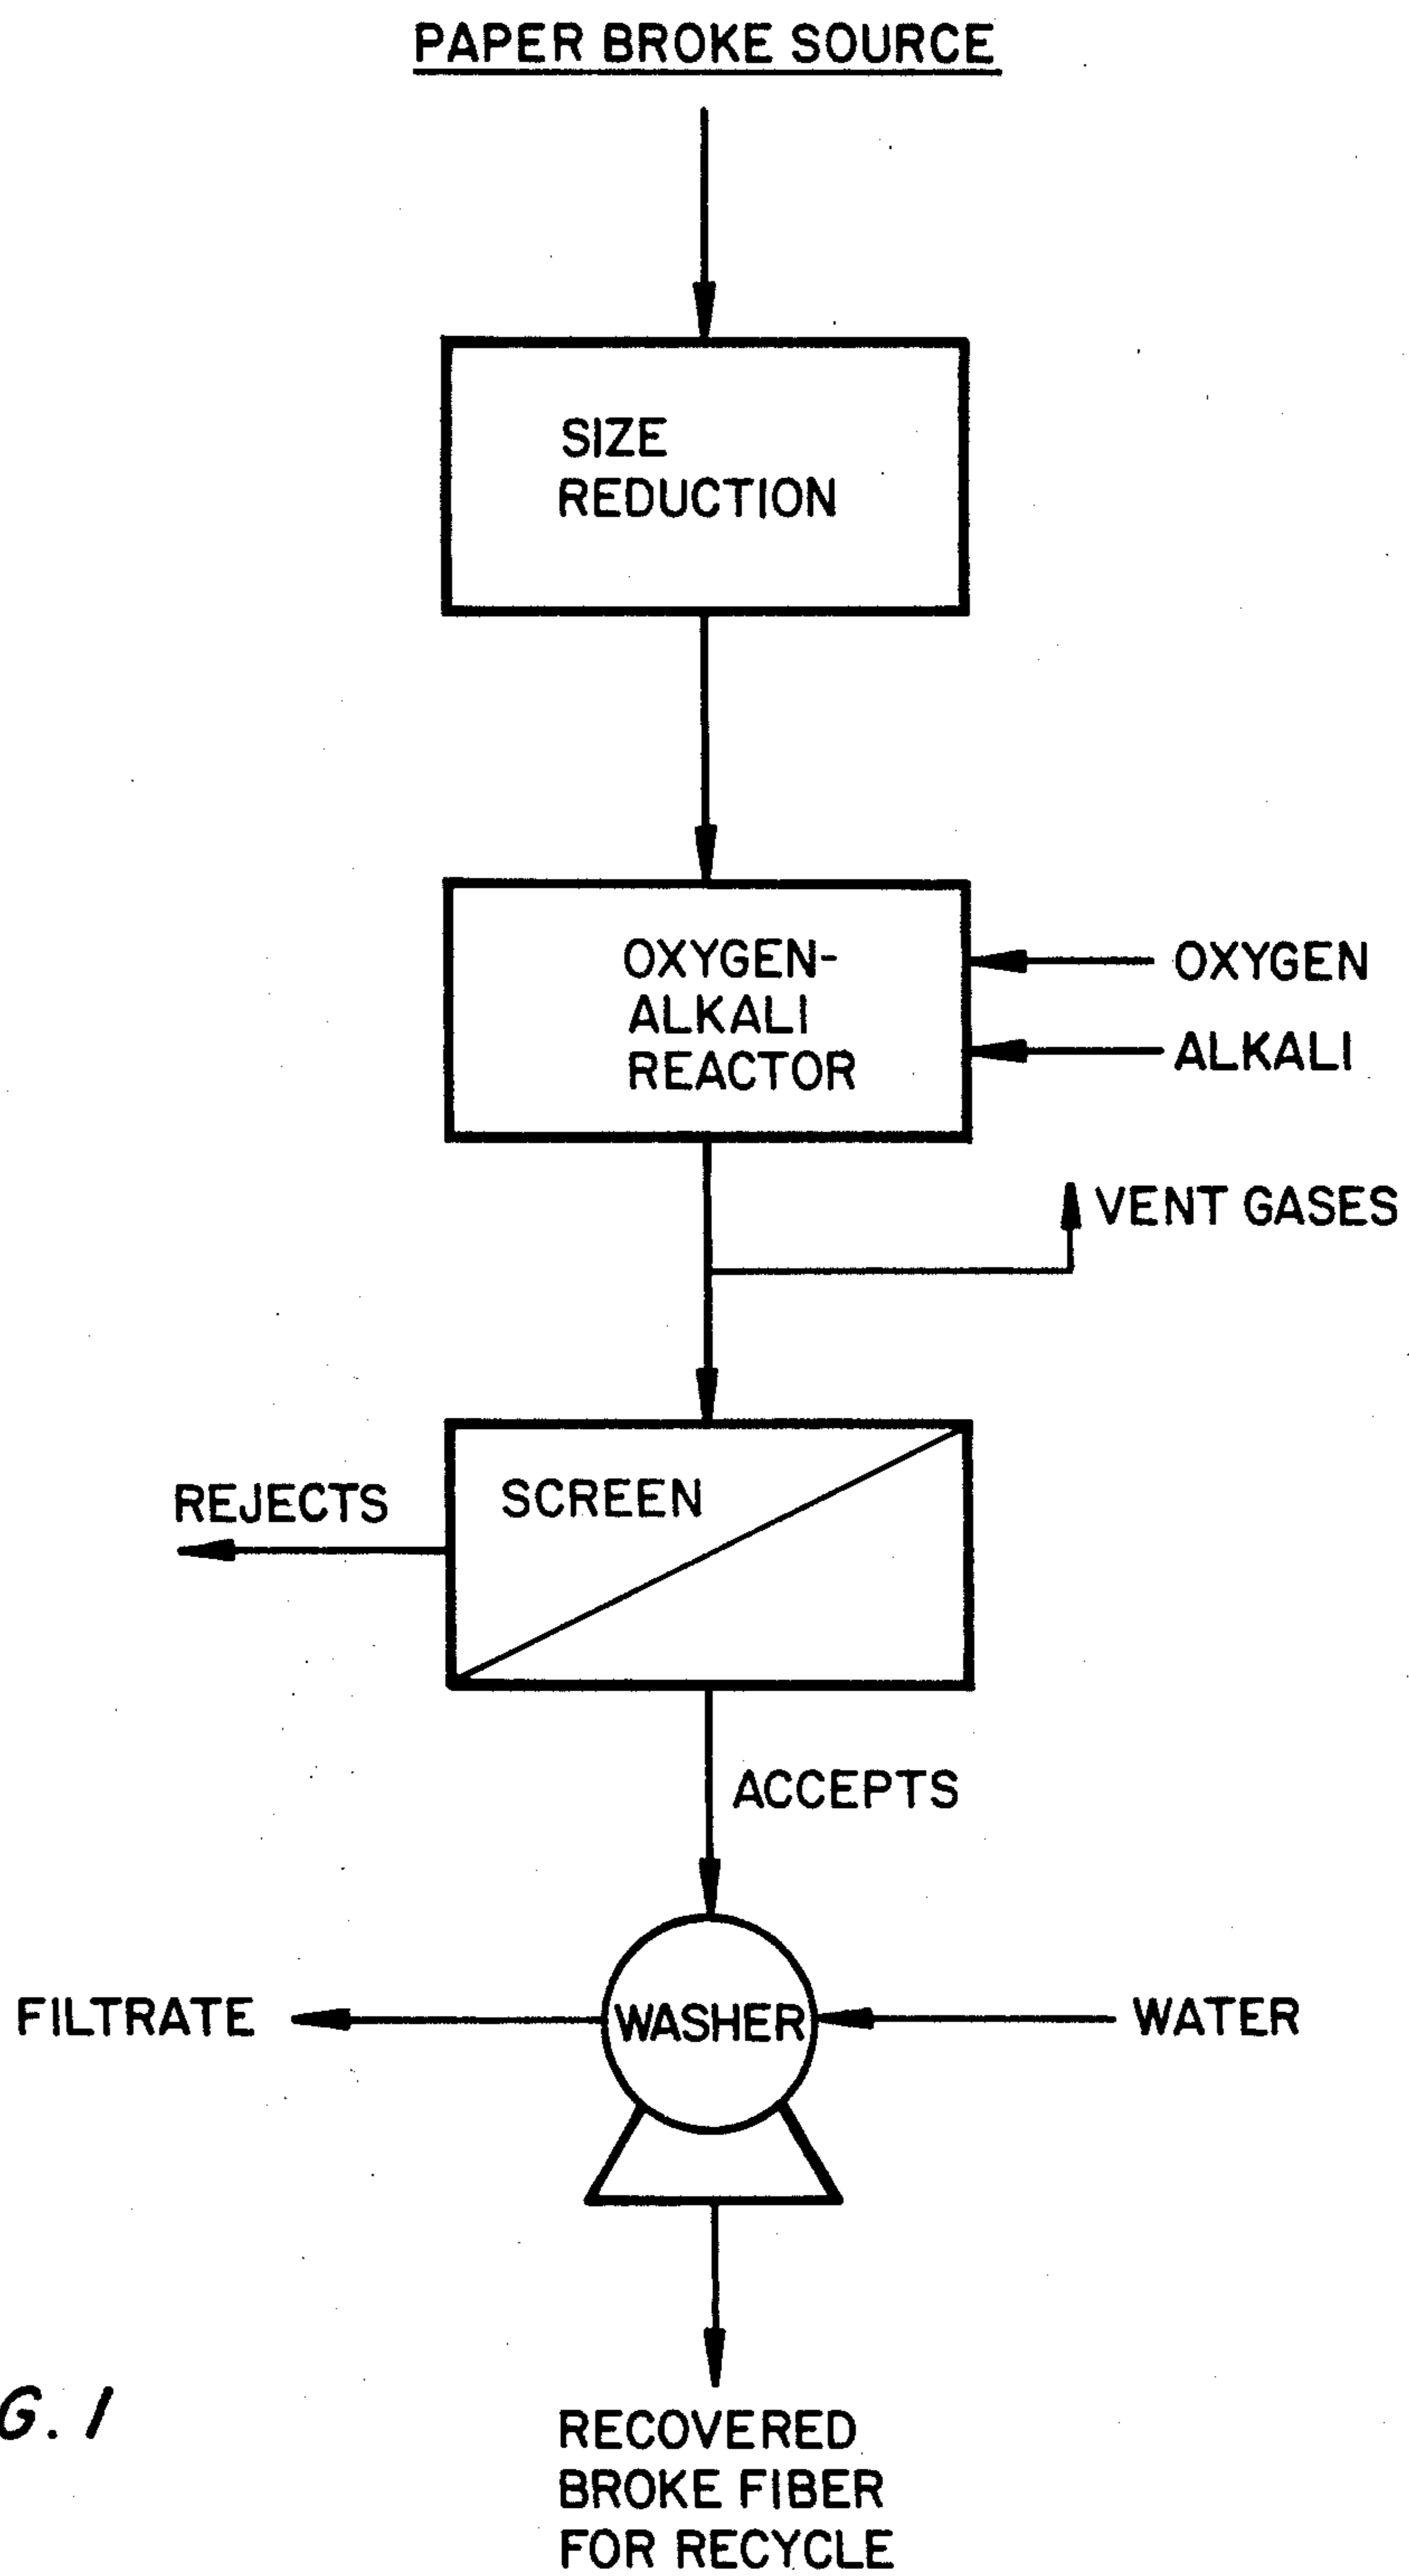 PAPER BROKE SOURCE
SIZE
REDUCTION
OXYGEN-
ALKALI
REACTOR
OXYGEN
ALKALI
VENT GASES
REJECTS
SCREEN
ACCEPTS
FILTRATE
WASHER
WATER
G. 1
RECOVERED
BROKE FIBER
FOR RECYCLE